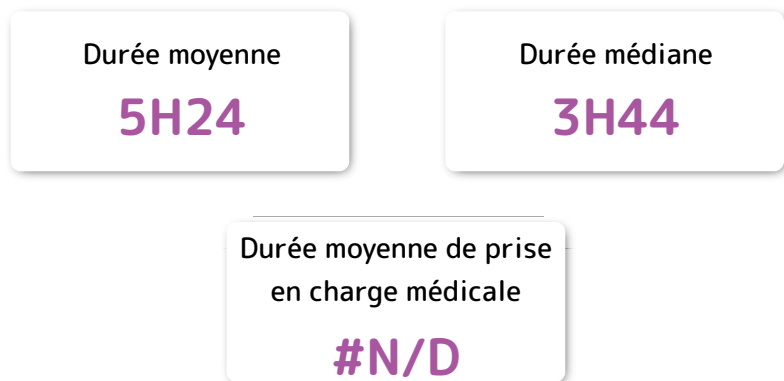 Durée moyenne
5H24
Durée médiane
3H44
Durée moyenne de prise
en charge médicale
#N/D